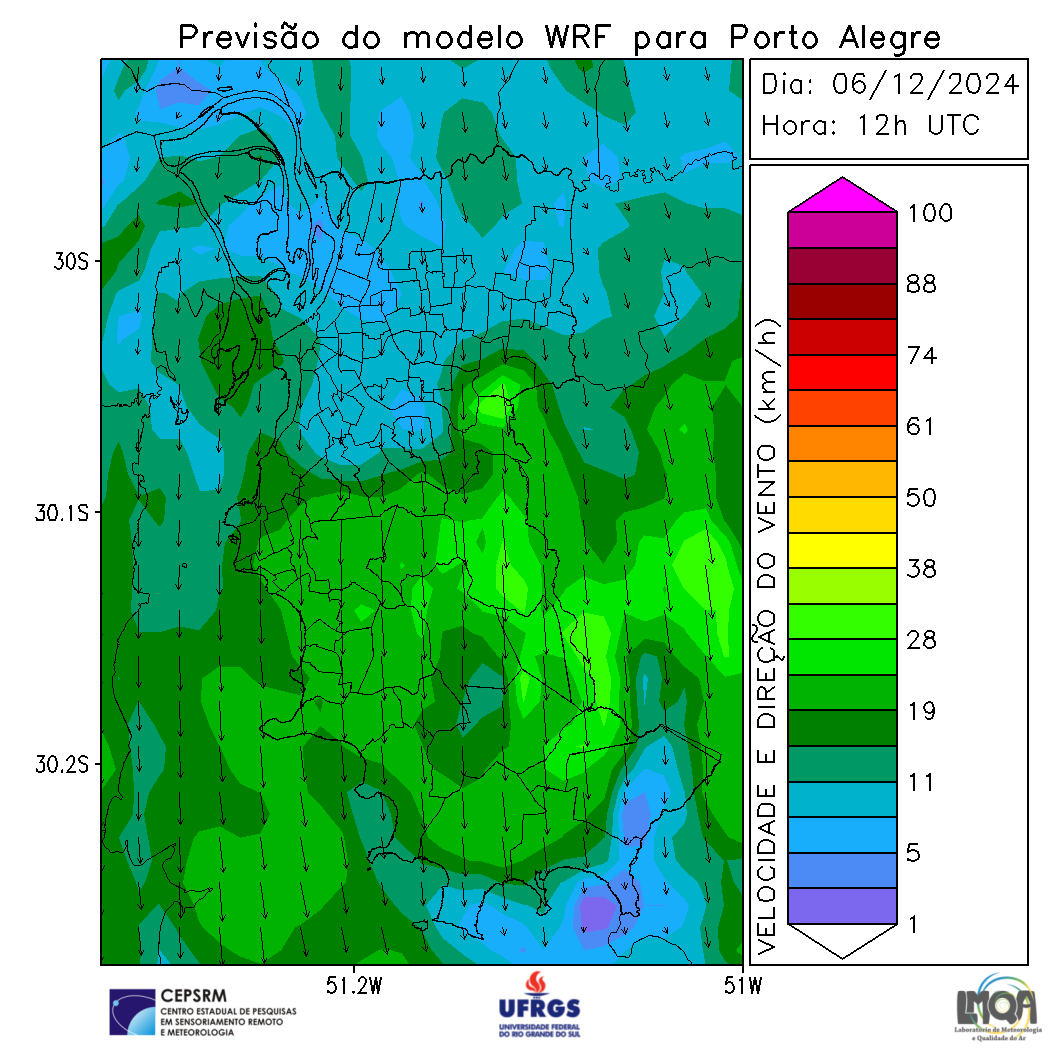 Previsão do modelo WRF para Porto Alegre
Dia: 06/12/2024
Hora: 12h UTC
30S
30.1S
30.2S
51.2W
51W
VELOCIDADE E DIREÇÃO DO VENTO (km/h)
100
88
74
61
50
38
28
19
11
5
1
CEPSRM
CENTRO ESTADUAL DE PESQUISAS
EM SENSORIAMENTO REMOTO
E METEOROLOGIA
UFRGS
UNIVERSIDADE FEDERAL
DO RIO GRANDE DO SUL
LMQA
Laboratório de Meteorologia
e Qualidade do Ar